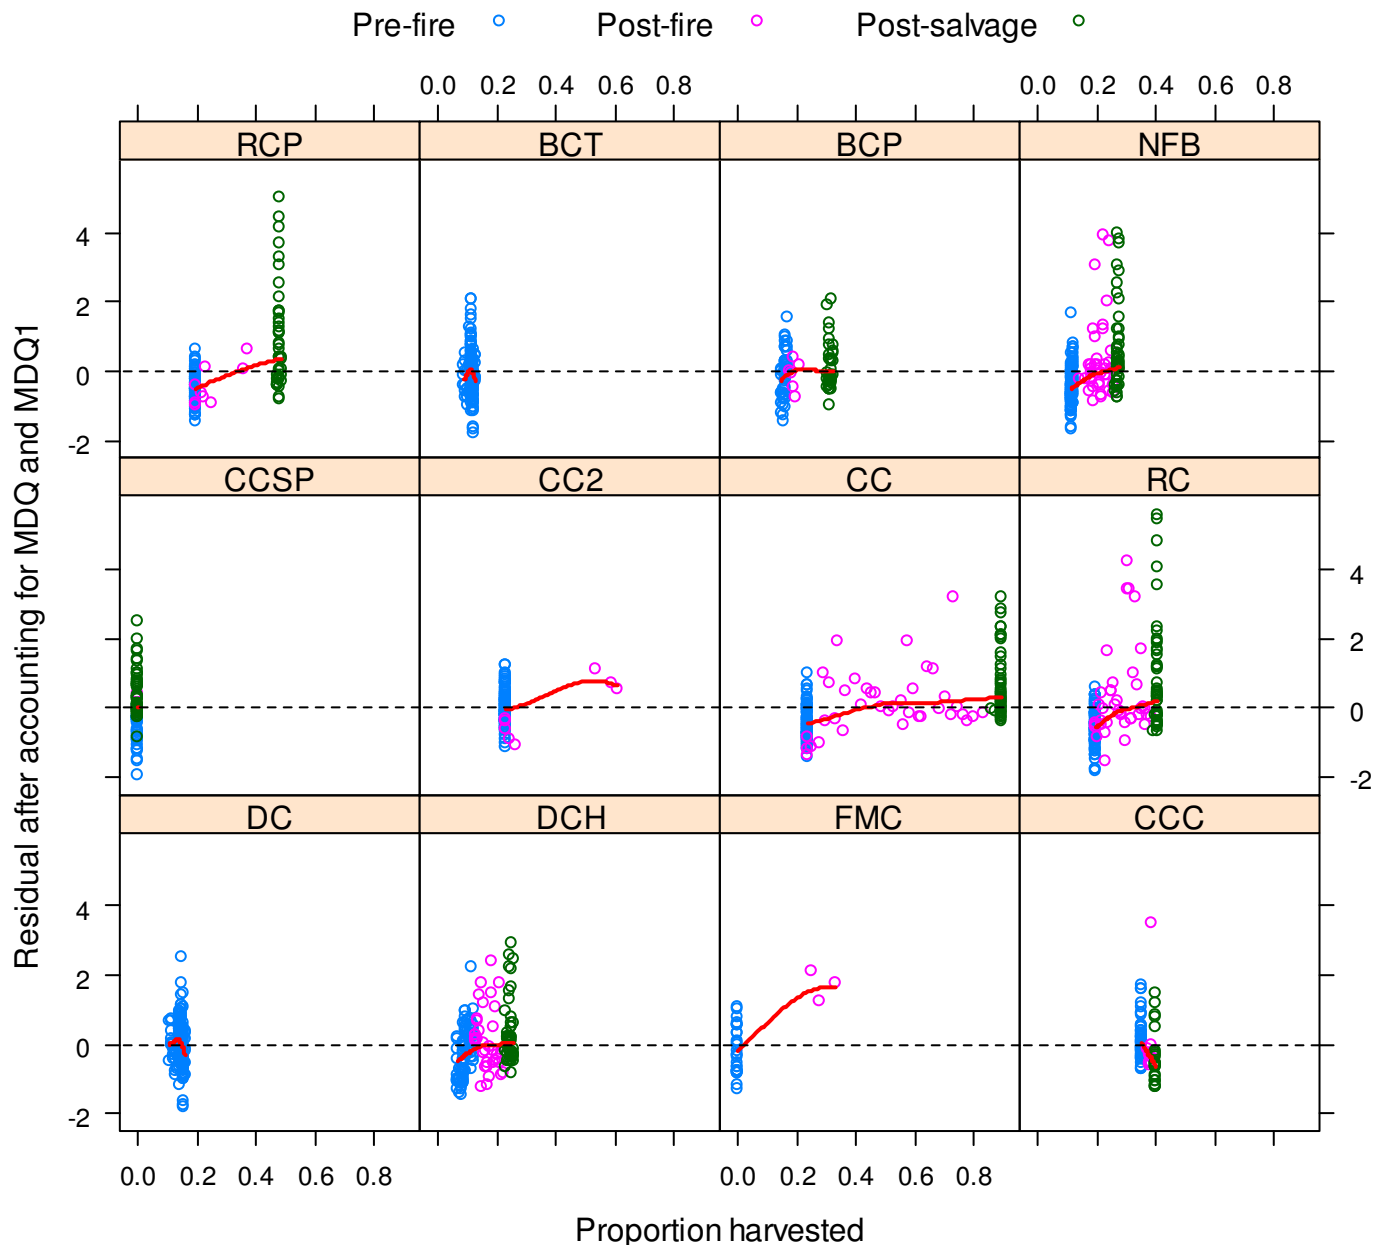 Pre-fire Post-fire Post-salvage
0.0 0.2 0.4 0.6 0.8 0.0 0.2 0.4 0.6 0.8
RCP BCT BCP NFB
4
2
0
-2
CCSP CC2 CC RC
4
2
0
-2
DC DCH FMC CCC
4
2
0
-2
0.0 0.2 0.4 0.8 0.0 0.2 0.4 0.6 0.8
Proportion harvested
Residual after accounting for MDQ and MDQ1